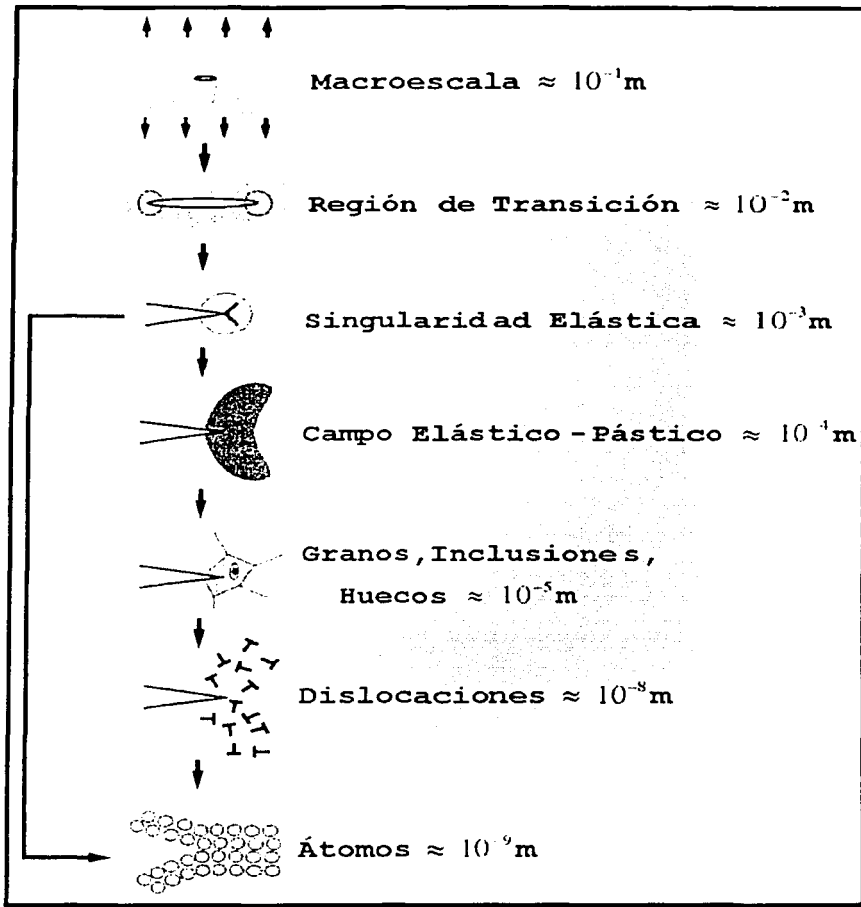 Macroescala ≈ 10⁻¹m
Región de Transición ≈ 10⁻²m
Singularidad Elástica ≈ 10⁻³m
Campo Elástico-Pástico ≈ 10⁻⁴m
Granos, Inclusiones,
Huecos ≈ 10⁻⁵m
Dislocaciones ≈ 10⁻⁸m
Átomos ≈ 10⁻⁹m